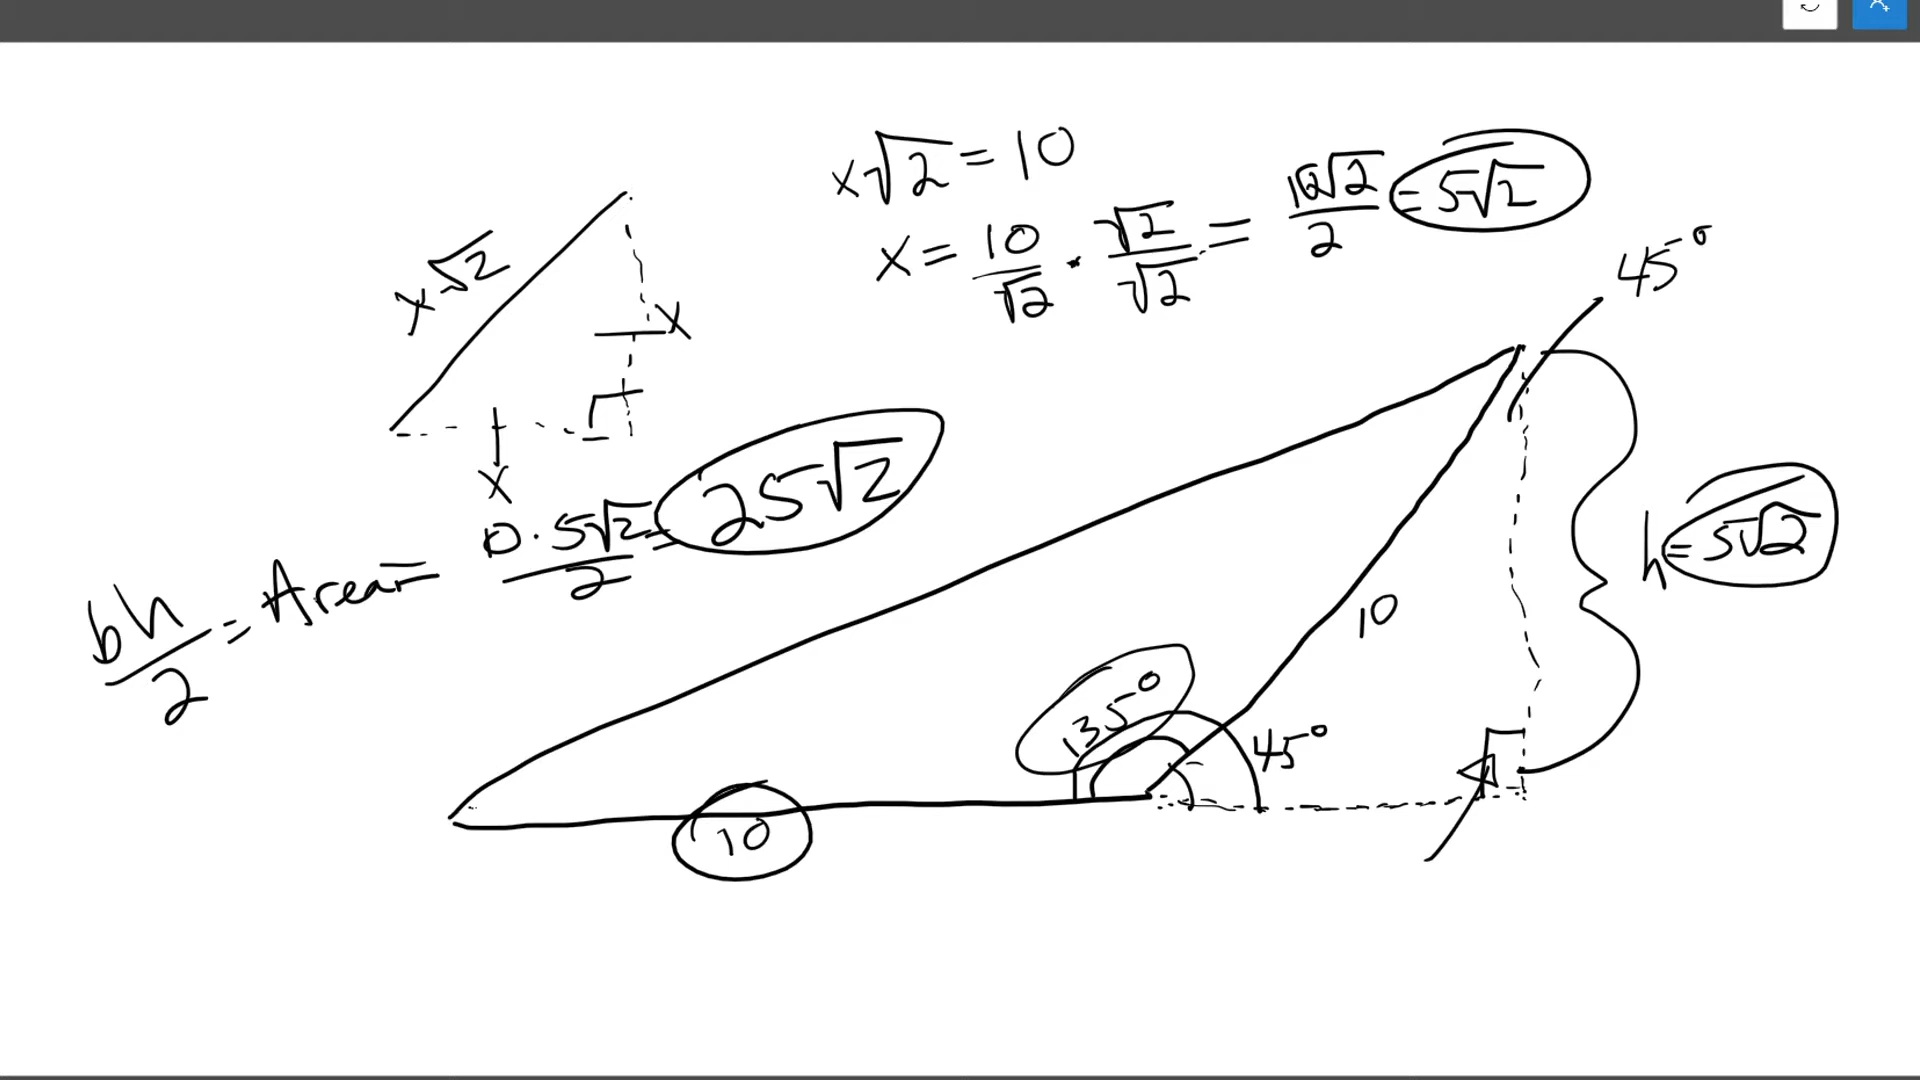 x√2 = 10
x = 10/√2 · √2/√2 = 10√2/2 = 5√2
45°
x√2
x
x
bh/2 = Area = 0·5√2/2 = 25√2
h = 5√2
10
135°
45°
10